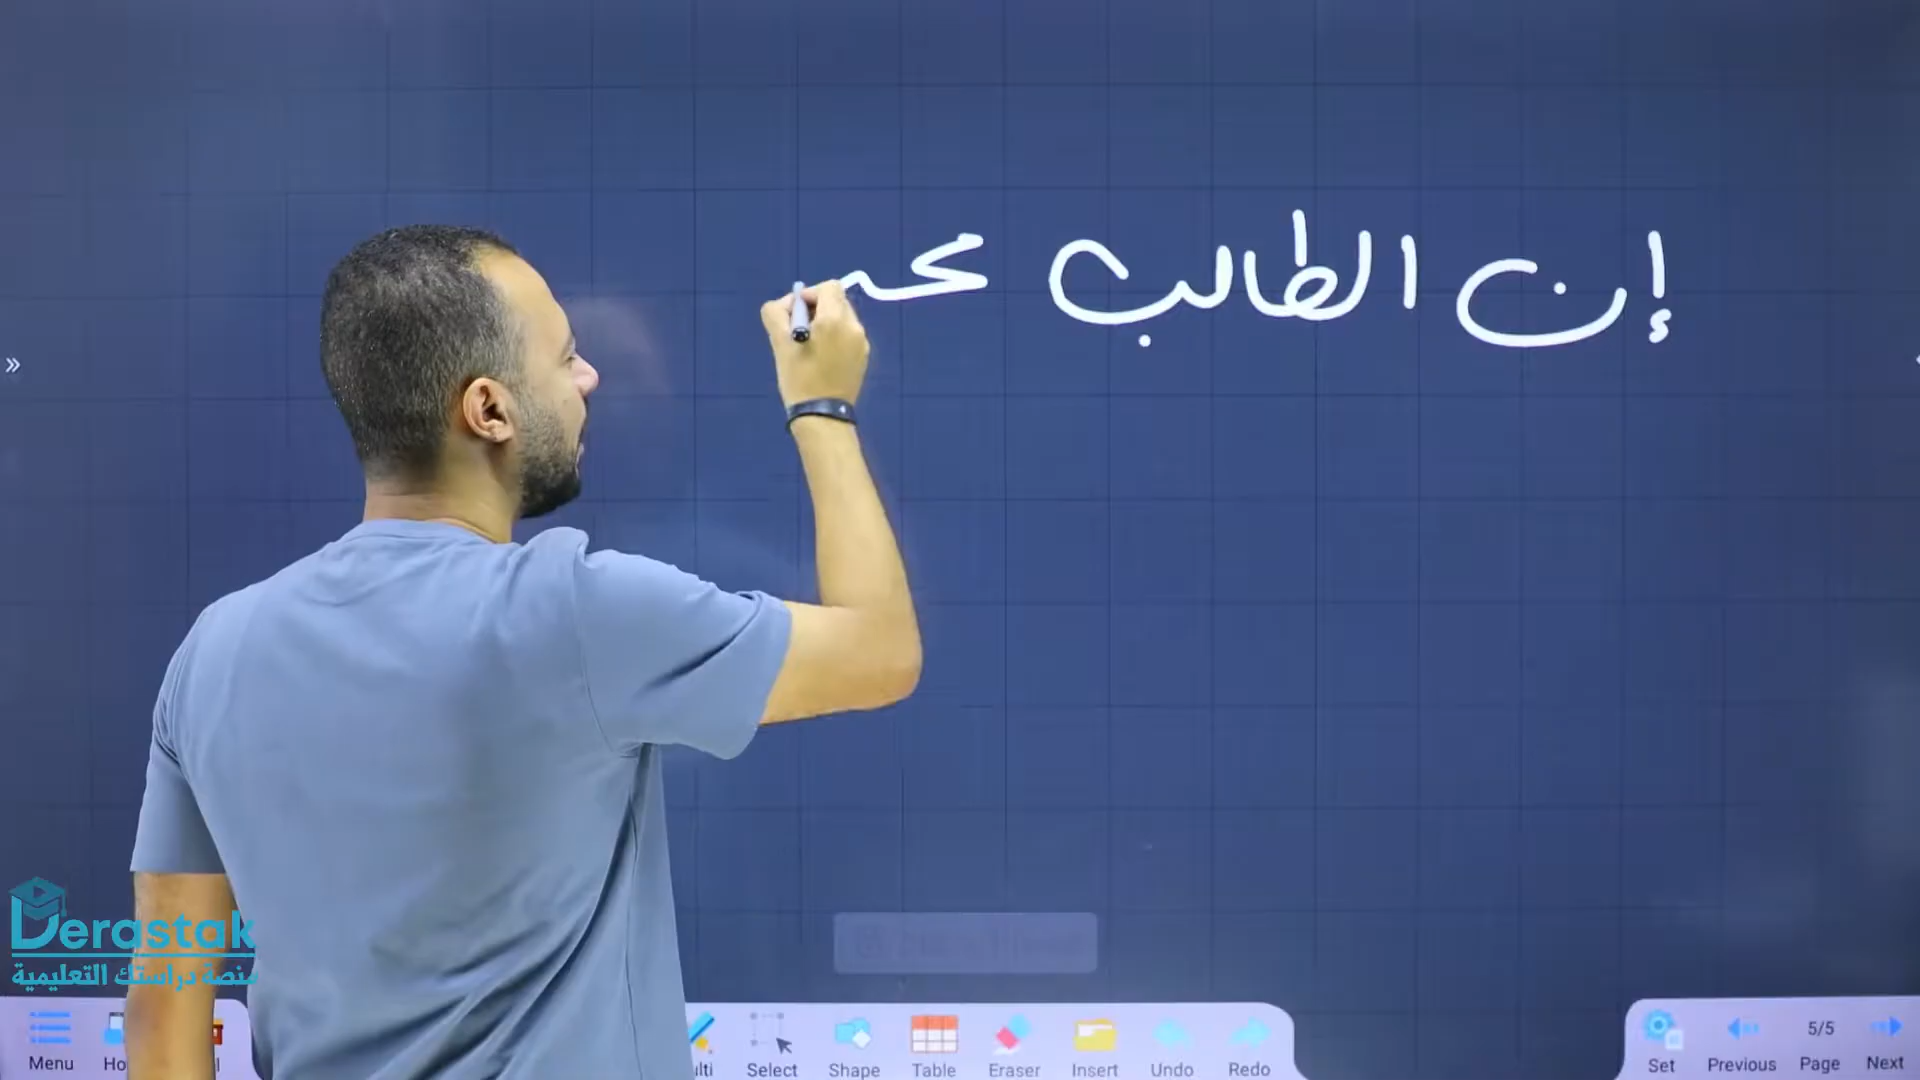 إن الطالب
»
Derastak
منصة دراستك التعليمية
Menu
Select
Shape
Table
Eraser
Insert
Undo
Redo
Set
Previous
5/5
Page
Next